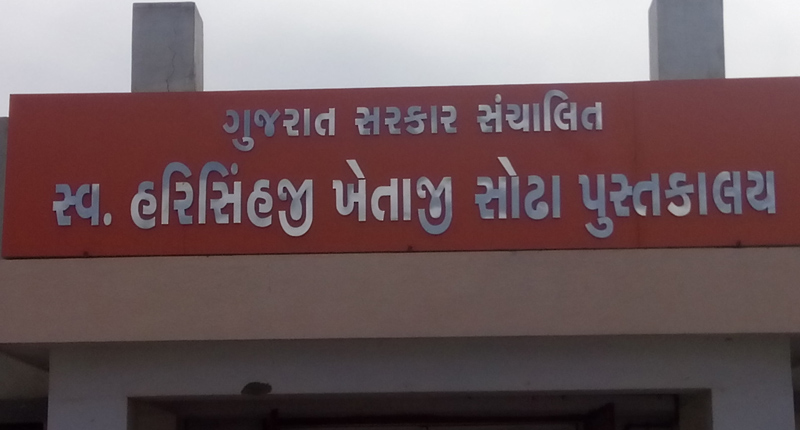 ગુજરાત સરકાર સંચાલિત
સ્વ. હરિસિંહજી ખેતાજી સોઢા પુસ્તકાલય